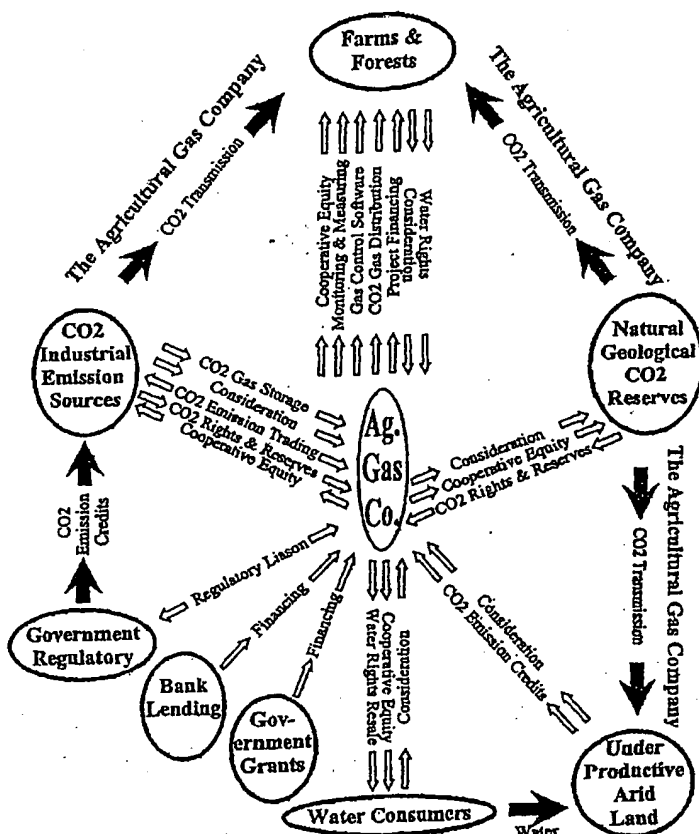 Farms &
Forests
The Agricultural Gas Company
CO2 Transmission
The Agricultural Gas Company
CO2 Transmission
Cooperative Equity
Monitoring & Measuring
Gas Control Software
CO2 Gas Distribution
Project Financing
Consideration
Water Rights
CO2
Industrial
Emission
Sources
Natural
Geological
CO2
Reserves
CO2 Gas Storage
Consideration
CO2 Emission Trading
CO2 Rights & Reserves
Cooperative Equity
Ag.
Gas
Co.
Consideration
Cooperative Equity
CO2 Rights & Reserves
The Agricultural Gas Company
CO2 Transmission
CO2
Emission
Credits
Regulatory Liason
Financing
Financing
Water Rights Resale
Cooperative Equity
Consideration
Consideration
CO2 Emission Credits
Government
Regulatory
Bank
Lending
Gov-
ernment
Grants
Water Consumers
Water
Under
Productive
Arid
Land